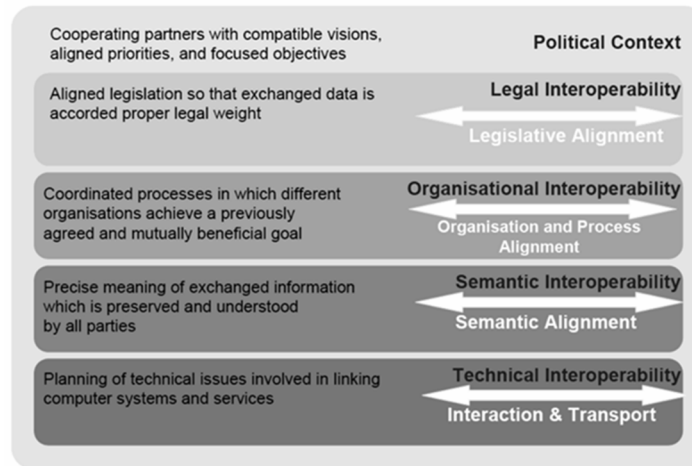 Cooperating partners with compatible visions,
aligned priorities, and focused objectives
Political Context
Aligned legislation so that exchanged data is
accorded proper legal weight
Legal Interoperability
Legislative Alignment
Coordinated processes in which different
organisations achieve a previously
agreed and mutually beneficial goal
Organisational Interoperability
Organisation and Process
Alignment
Precise meaning of exchanged information
which is preserved and understood
by all parties
Semantic Interoperability
Semantic Alignment
Planning of technical issues involved in linking
computer systems and services
Technical Interoperability
Interaction & Transport